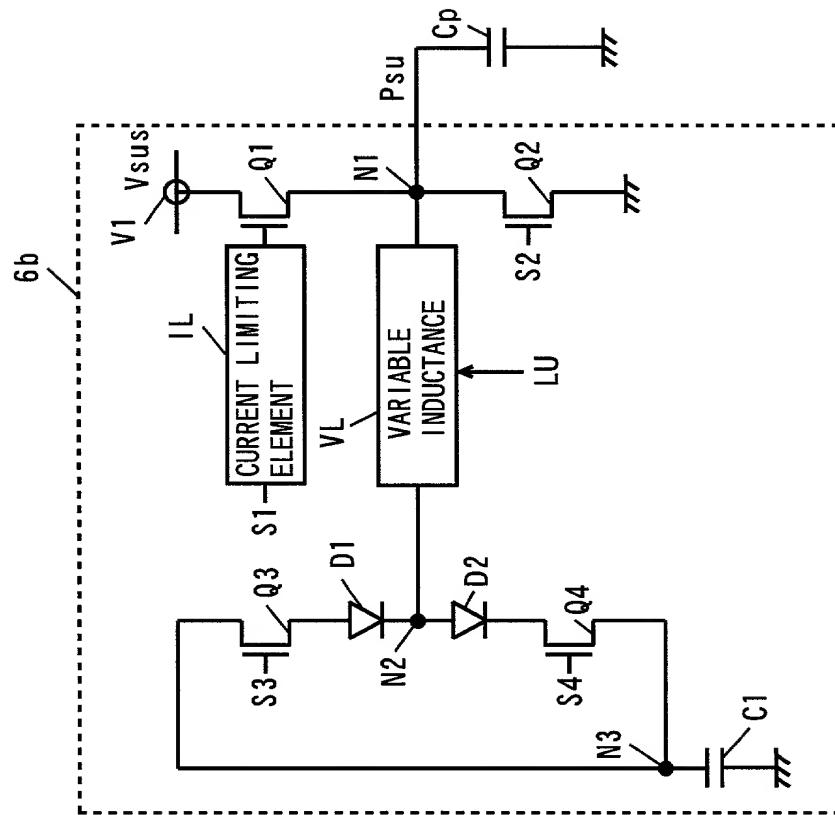 6b
V1
Vsus
Q1
IL
CURRENT LIMITING
ELEMENT
S1
N1
Psu
Cp
VL
VARIABLE
INDUCTANCE
LU
S2
Q2
S3
Q3
D1
N2
D2
S4
Q4
N3
C1